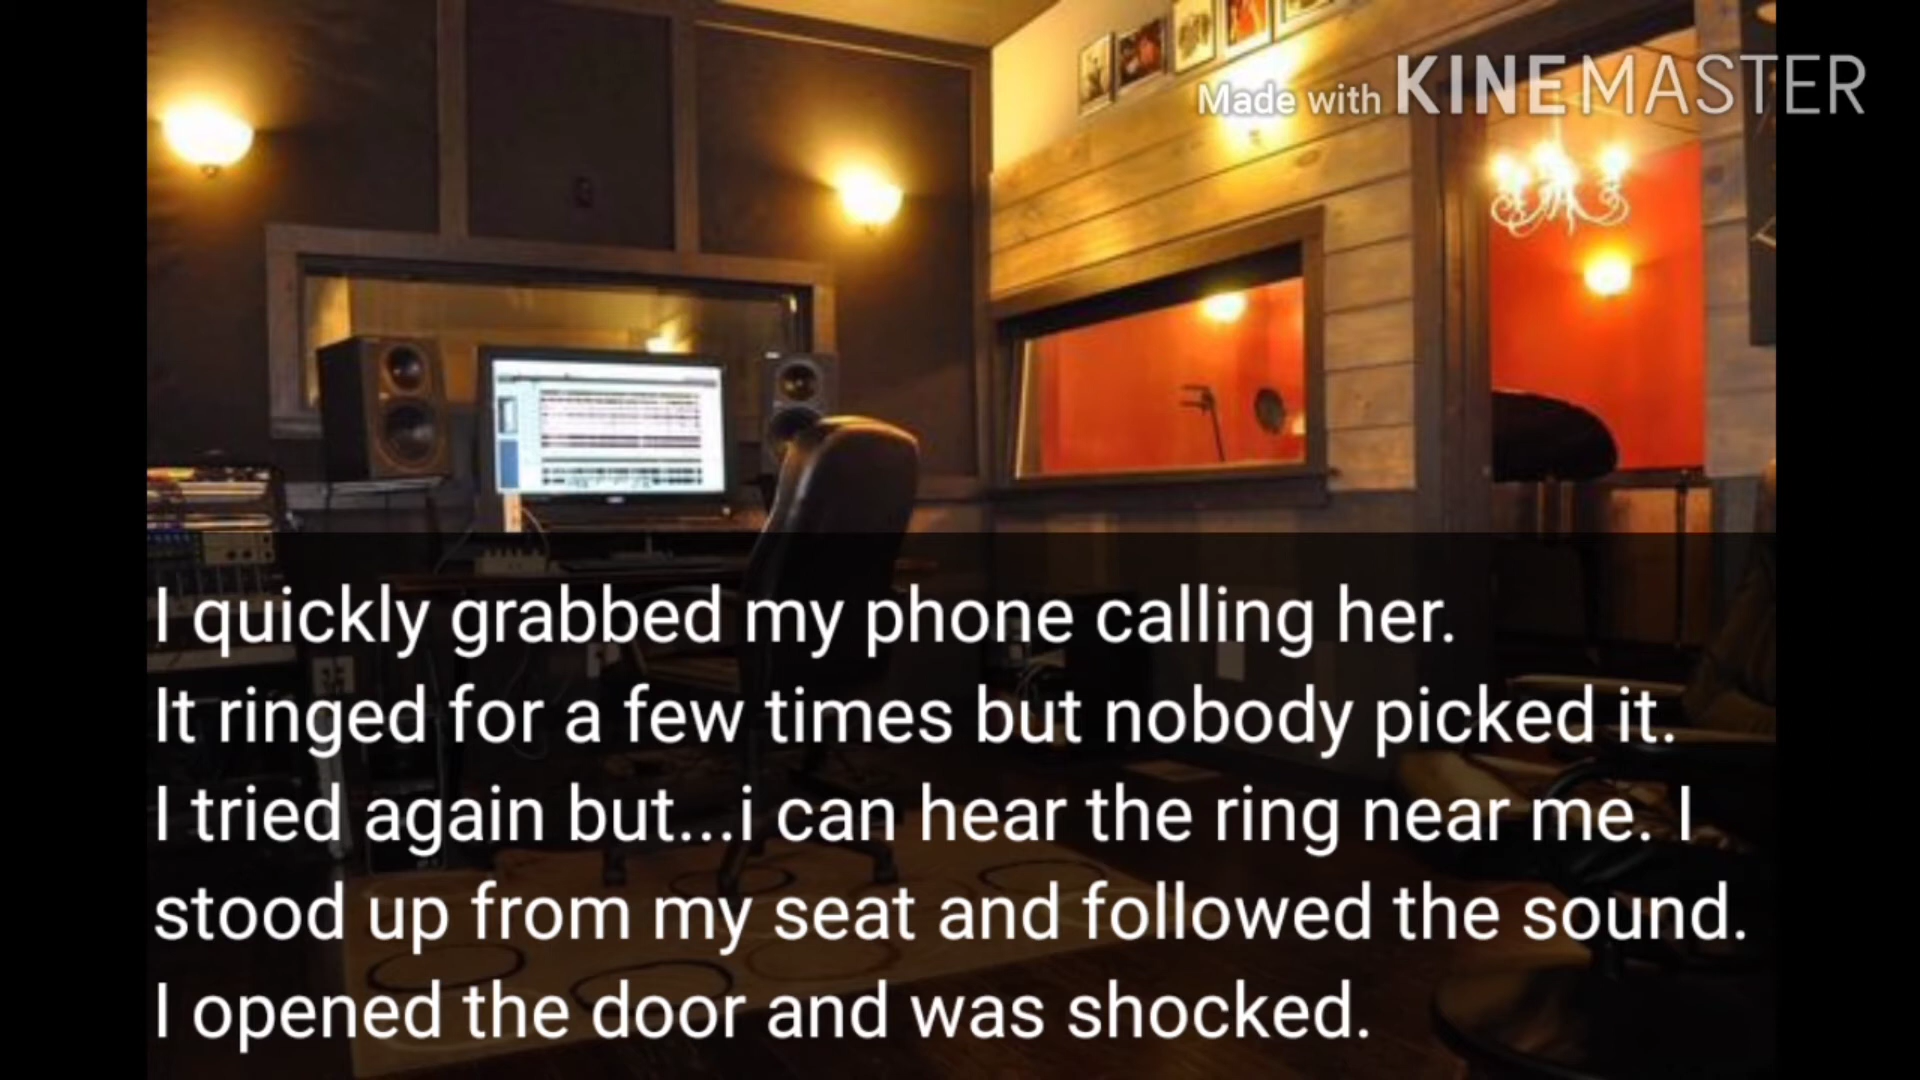 Made with KINEMASTER
I quickly grabbed my phone calling her.
It ringed for a few times but nobody picked it.
I tried again but...i can hear the ring near me. I
stood up from my seat and followed the sound.
I opened the door and was shocked.